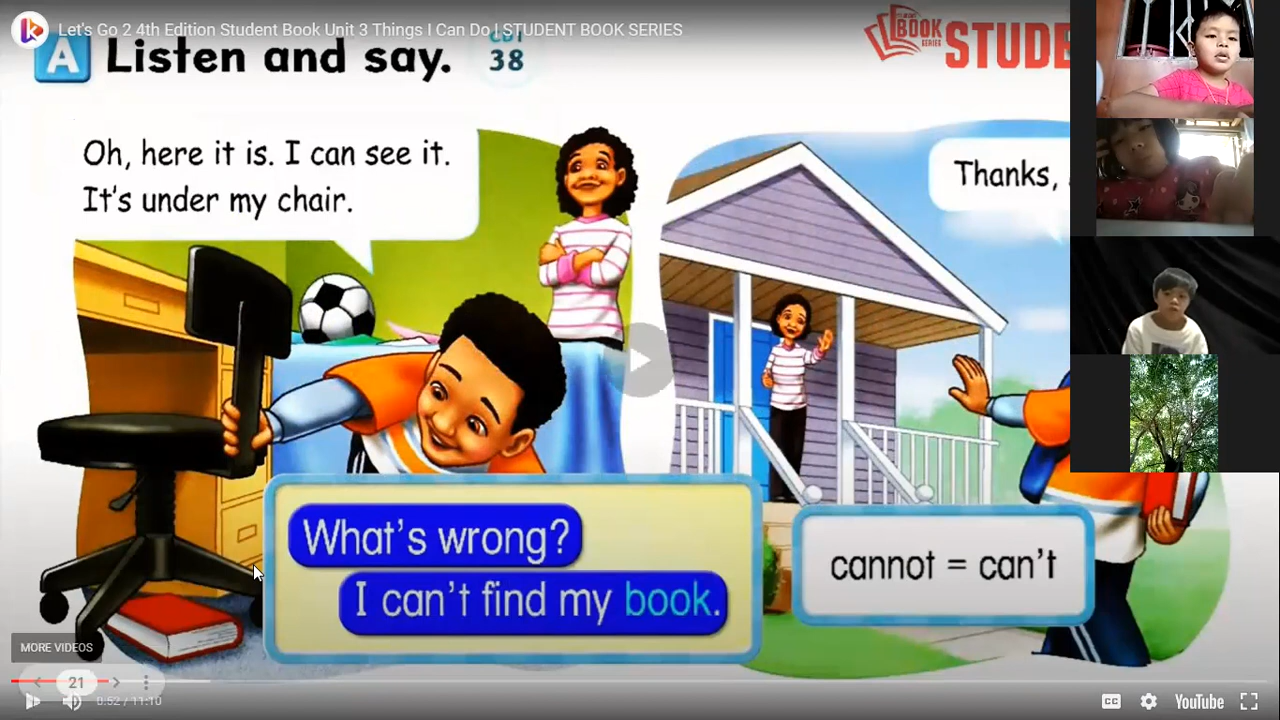 Let's Go 2 4th Edition Student Book Unit 3 Things I Can Do | STUDENT BOOK SERIES
A Listen and say.
38
BOOK
SERIES
STUDE
Oh, here it is. I can see it.
It's under my chair.
Thanks,
What's wrong?
I can't find my book.
cannot = can't
MORE VIDEOS
21
0:52 / 11:10
CC
YouTube